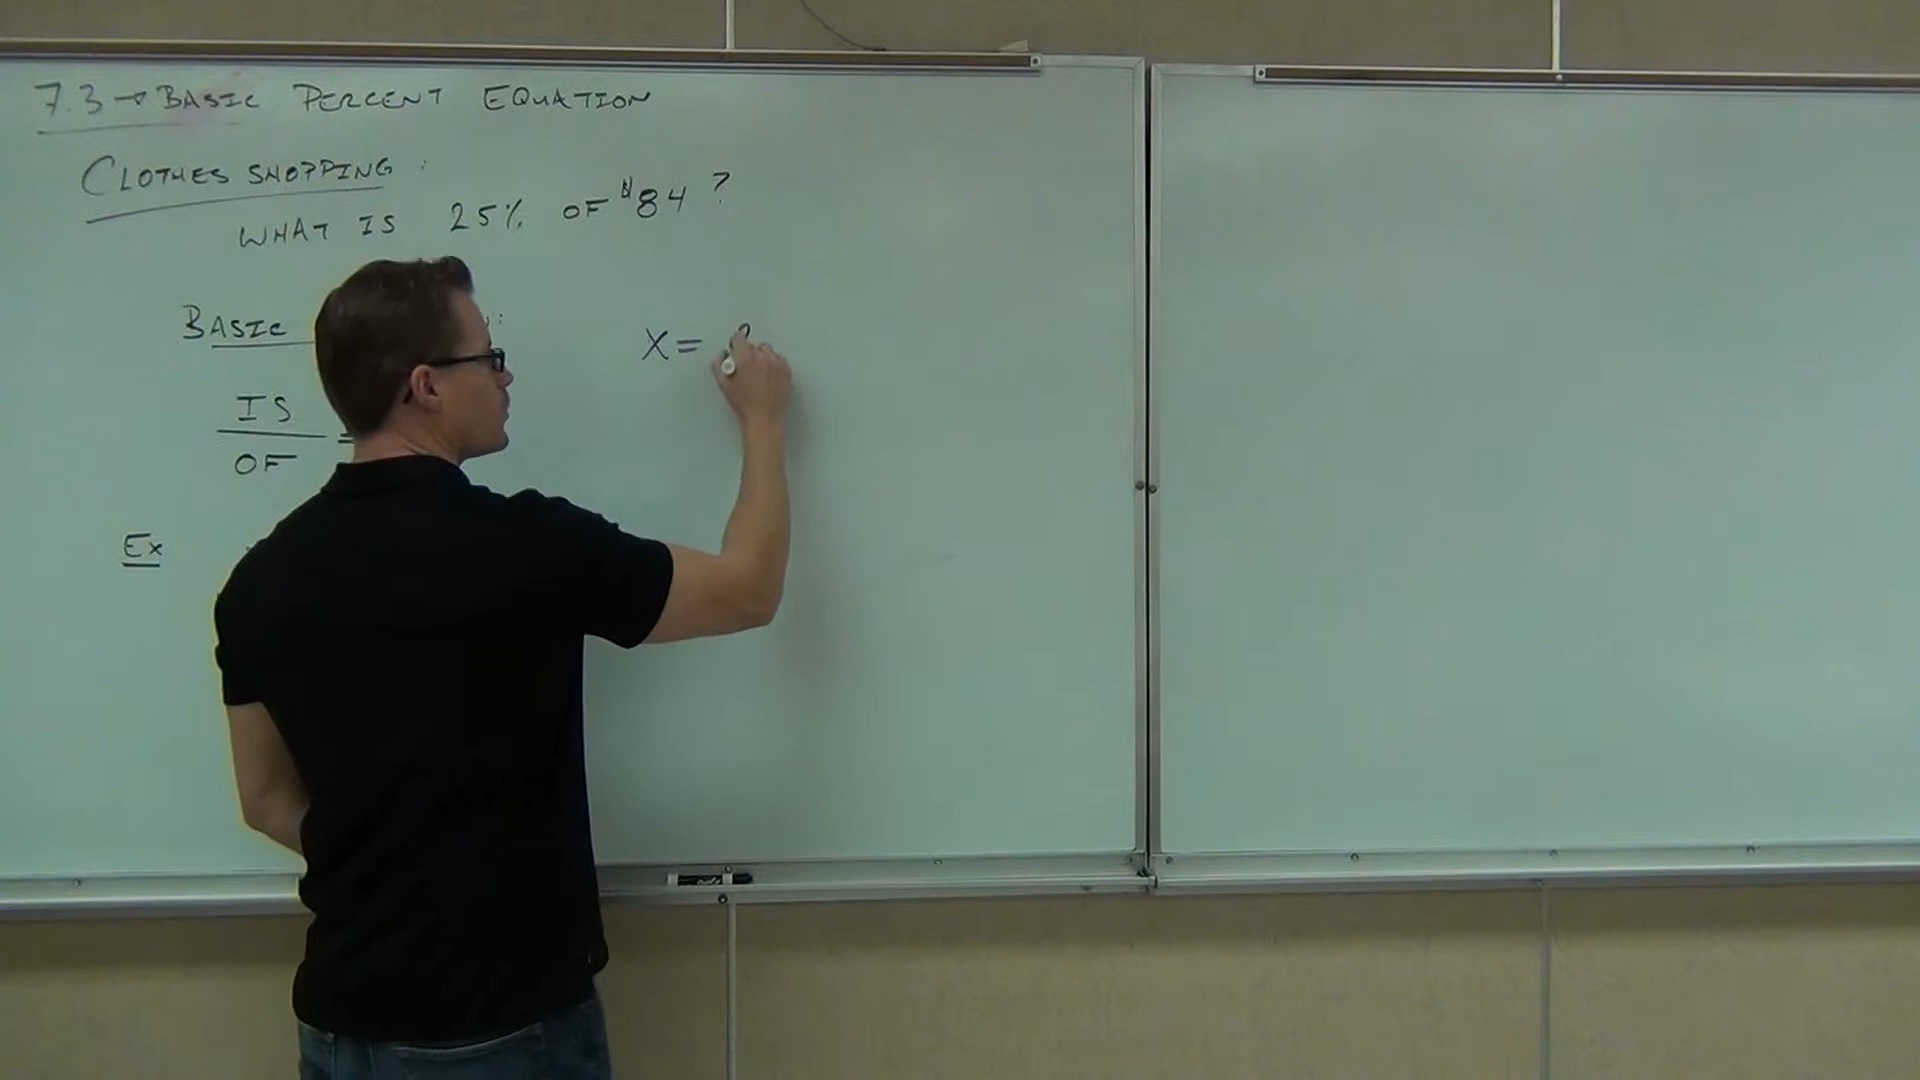 7.3 → BASIC PERCENT EQUATION
CLOTHES SHOPPING:
WHAT IS 25% OF $84?
BASIC
IS
OF
=
X =
Ex